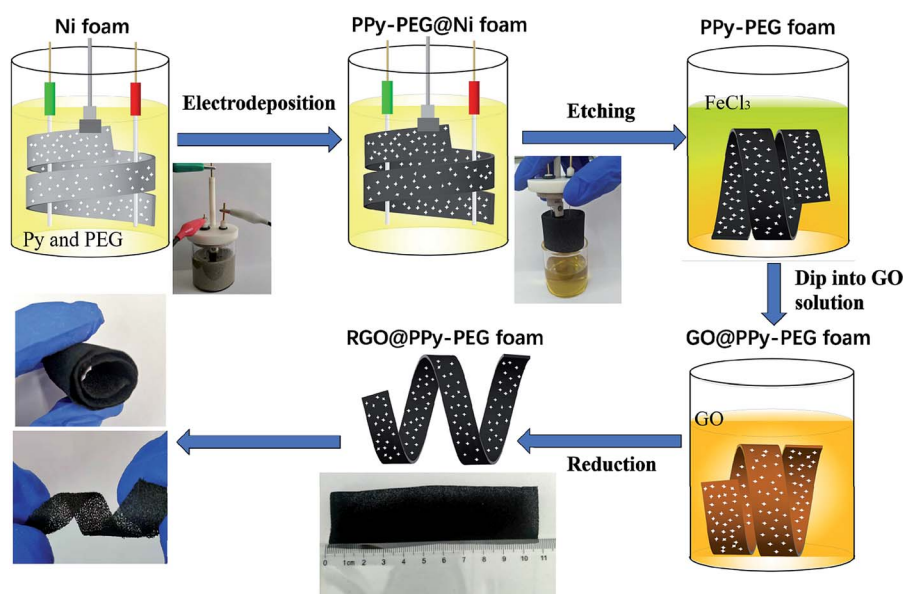 Ni foam
PPy-PEG@Ni foam
PPy-PEG foam
Electrodeposition
Etching
FeCl₃
Py and PEG
Dip into GO
solution
RGO@PPy-PEG foam
GO@PPy-PEG foam
GO
Reduction
0 1cm 2 3 4 5 6 7 8 9 10 11